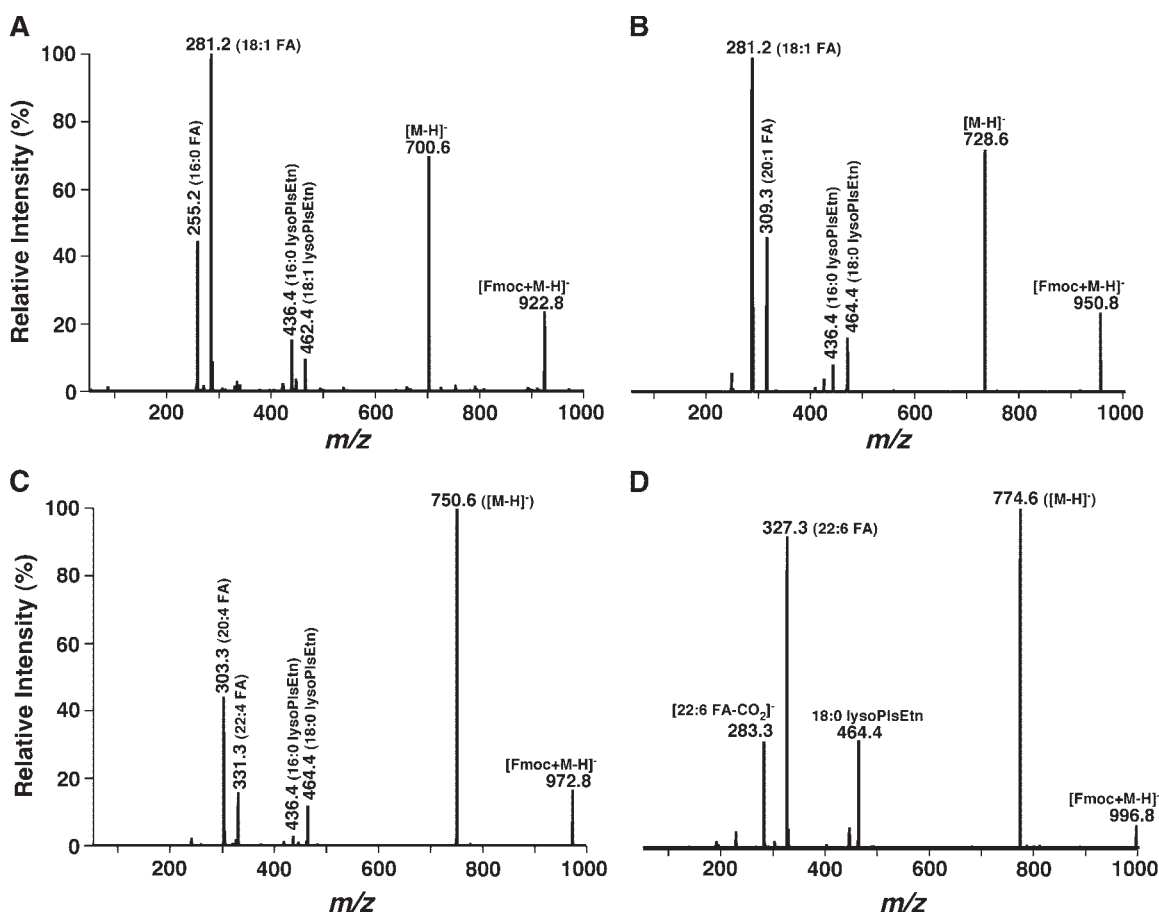 A
Relative Intensity (%)
100
80
60
40
20
0
281.2 (18:1 FA)
255.2 (16:0 FA)
436.4 (16:0 lysoPlsEtn)
462.4 (18:1 lysoPlsEtn)
[M-H]-
700.6
[Fmoc+M-H]-
922.8
200 400 600 800 1000
m/z
B
281.2 (18:1 FA)
309.3 (20:1 FA)
436.4 (16:0 lysoPlsEtn)
464.4 (18:0 lysoPlsEtn)
[M-H]-
728.6
[Fmoc+M-H]-
950.8
200 400 600 800 1000
m/z
C
Relative Intensity (%)
100
80
60
40
20
0
303.3 (20:4 FA)
331.3 (22:4 FA)
436.4 (16:0 lysoPlsEtn)
464.4 (18:0 lysoPlsEtn)
750.6 ([M-H]-)
[Fmoc+M-H]-
972.8
200 400 600 800 1000
m/z
D
774.6 ([M-H]-)
327.3 (22:6 FA)
[22:6 FA-CO2]-
283.3
18:0 lysoPlsEtn
464.4
[Fmoc+M-H]-
996.8
200 400 600 800 1000
m/z